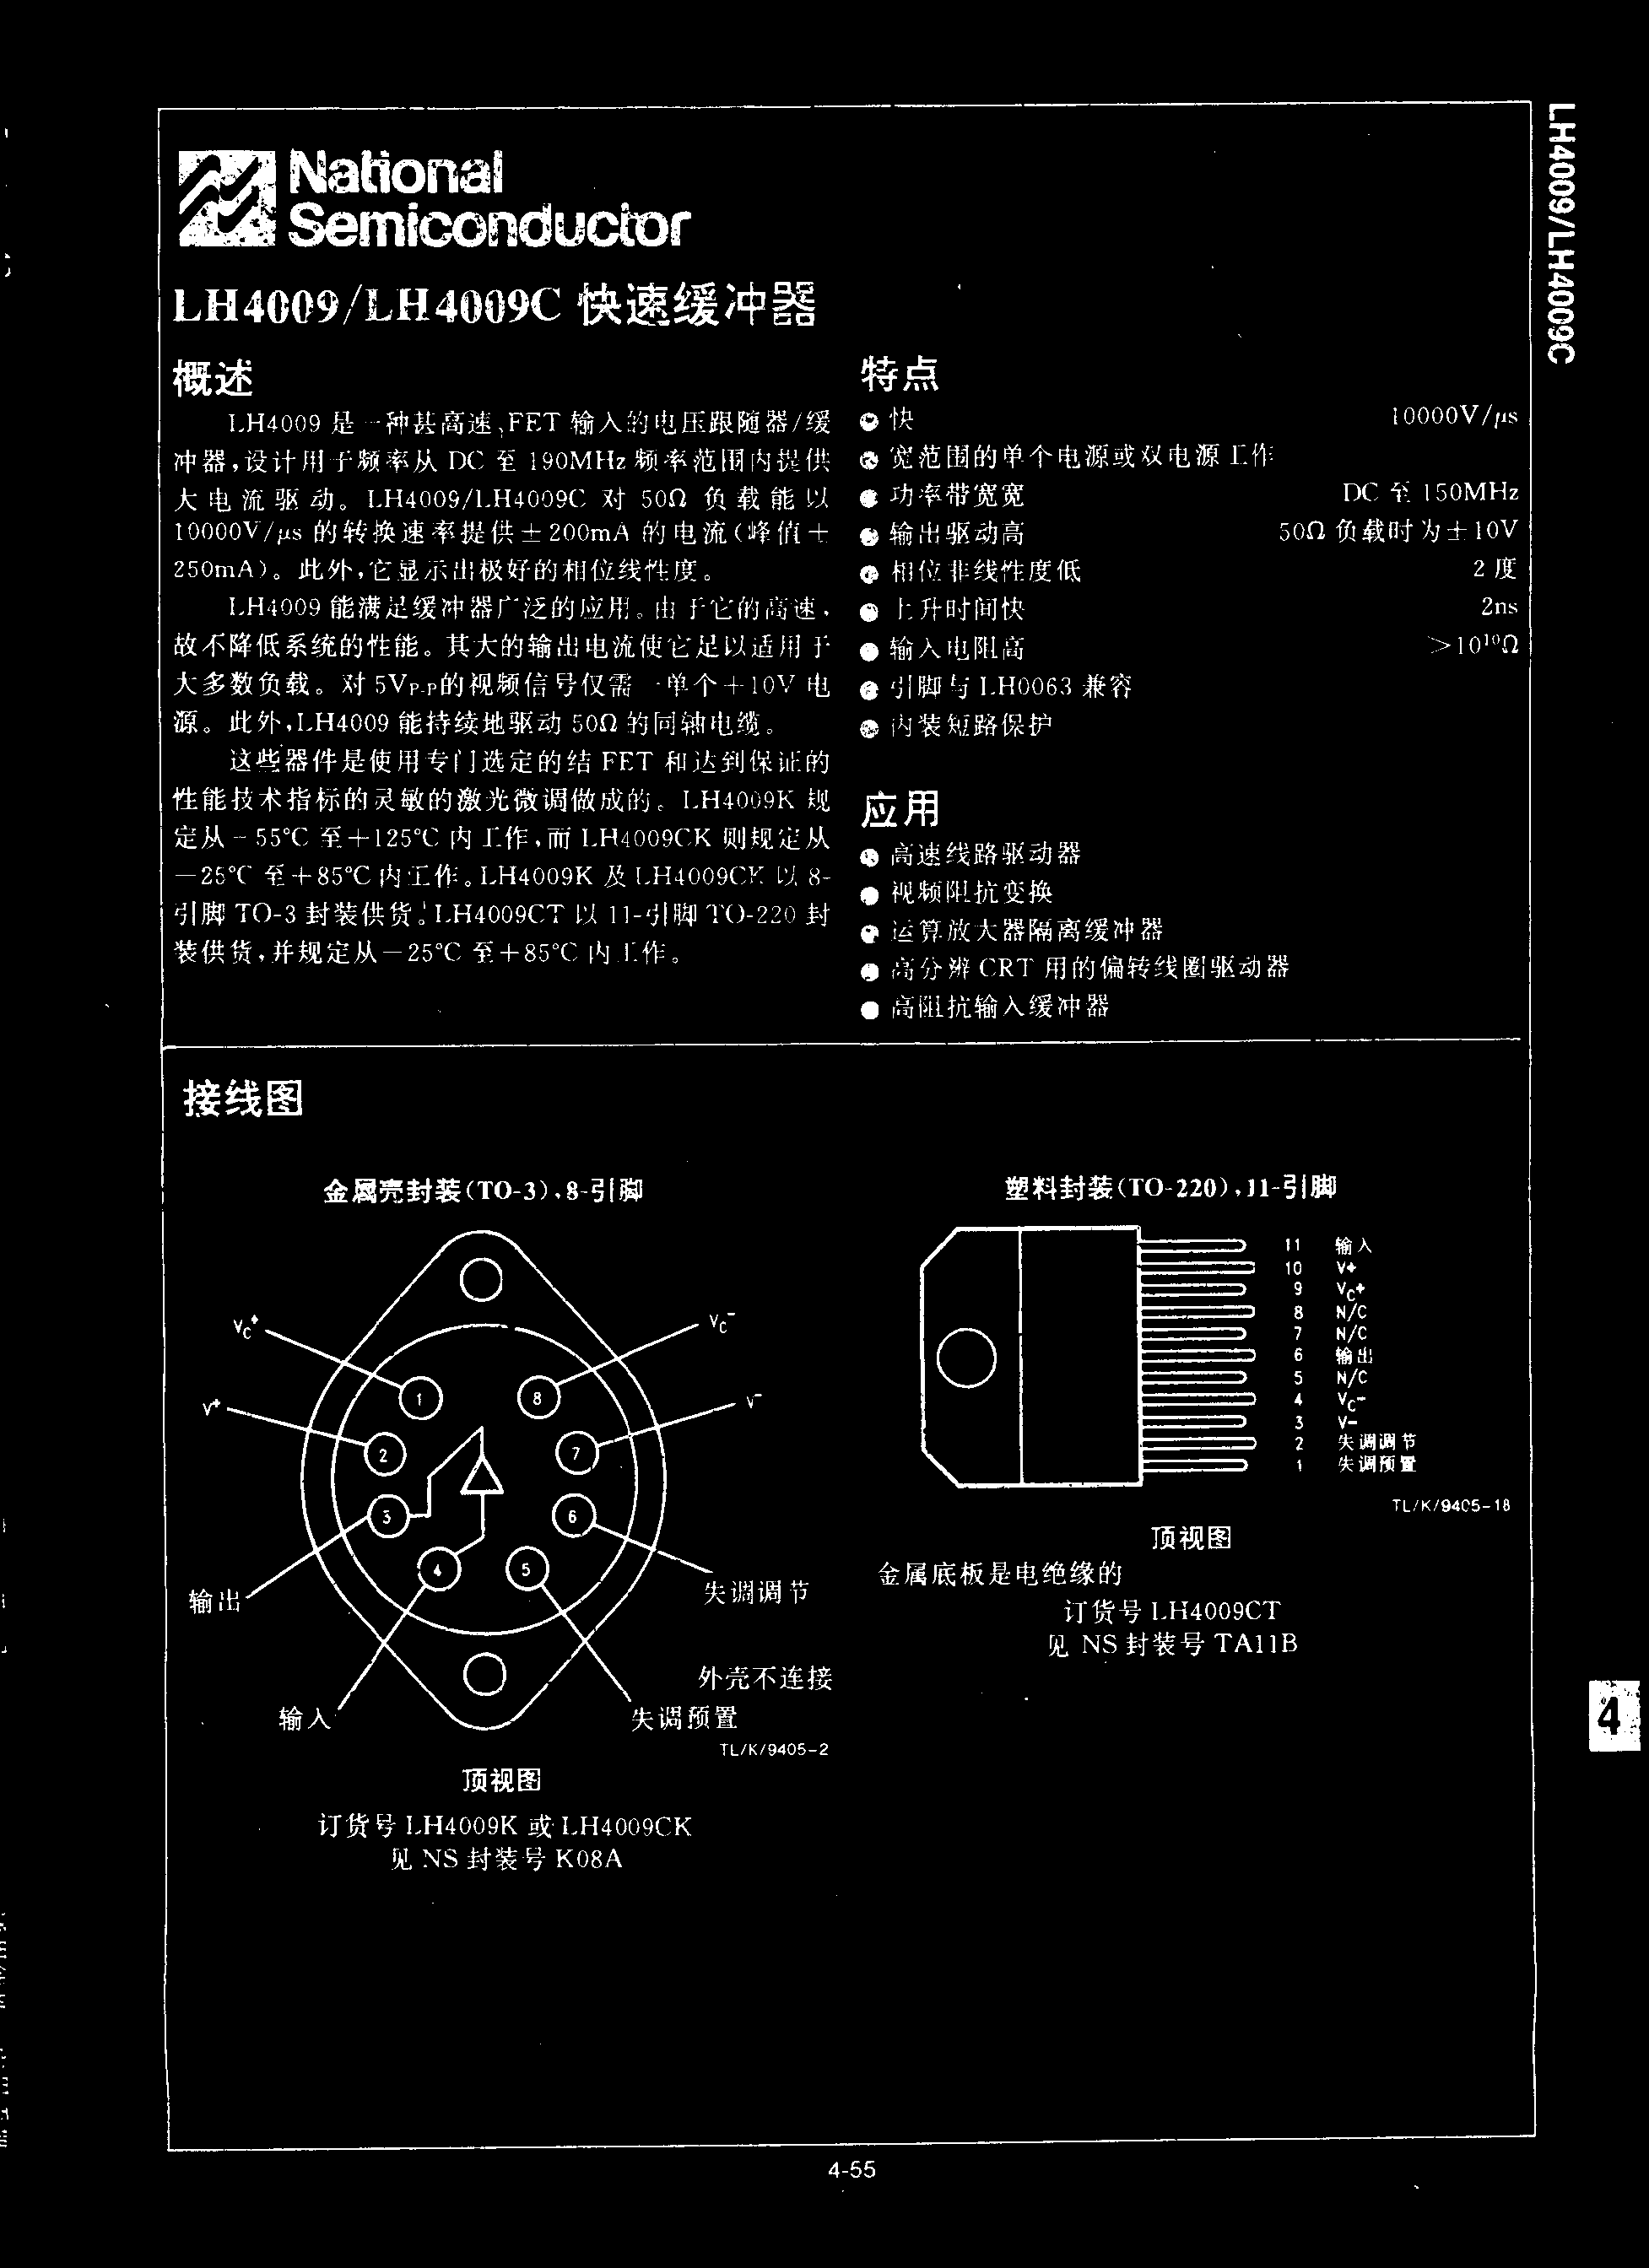 National
Semiconductor
LH4009/LH4009C
LH4009/LH4009C 快速缓冲器
概述
LH4009 是一种甚高速,FET 输入的电压跟随器/缓
冲器,设计用于频率从 DC 至 190MHz 频率范围内提供
大电流驱动。LH4009/LH4009C 对 50Ω 负载能以
10000V/μs 的转换速率提供±200mA 的电流(峰值±
250mA)。此外,它显示出极好的相位线性度。
LH4009 能满足缓冲器广泛的应用。由于它的高速,
故不降低系统的性能。其大的输出电流使它足以适用于
大多数负载。对 5VP-P的视频信号仅需一单个+10V 电
源。此外,LH4009 能持续地驱动 50Ω 的同轴电缆。
这些器件是使用专门选定的结 FET 和达到保证的
性能技术指标的灵敏的激光微调做成的。LH4009K 规
定从-55℃ 至+125℃ 内工作,而 LH4009CK 则规定从
-25℃ 至+85℃ 内工作。LH4009K 及 LH4009CK 以 8-
引脚 TO-3 封装供货。LH4009CT 以 11-引脚 TO-220 封
装供货,并规定从-25℃ 至+85℃ 内工作。
特点
● 快 10000V/μs
● 宽范围的单个电源或双电源工作
● 功率带宽宽 DC 至 150MHz
● 输出驱动高 50Ω 负载时为±10V
● 相位非线性度低 2 度
● 上升时间快 2ns
● 输入电阻高 >10¹⁰Ω
● 引脚与 LH0063 兼容
● 内装短路保护
应用
● 高速线路驱动器
● 视频阻抗变换
● 运算放大器隔离缓冲器
● 高分辨 CRT 用的偏转线圈驱动器
● 高阻抗输入缓冲器
接线图
金属壳封装(TO-3),8-引脚
VC+
VC-
V+
V-
1
8
2
7
3
6
4
5
输出
失调调节
外壳不连接
输入
失调预置
TL/K/9405-2
顶视图
订货号 LH4009K 或 LH4009CK
见 NS 封装号 K08A
塑料封装(TO-220),11-引脚
11 输入
10 V+
9 VC+
8 N/C
7 N/C
6 输出
5 N/C
4 VC-
3 V-
2 失调调节
1 失调预置
TL/K/9405-18
顶视图
金属底板是电绝缘的
订货号 LH4009CT
见 NS 封装号 TA11B
4
4-55